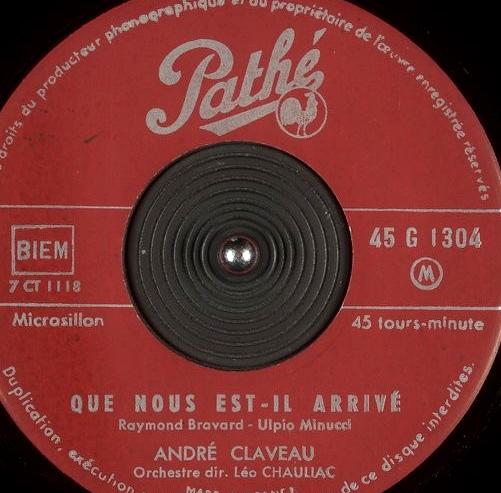 droits du producteur phonographique et du propriétaire de l'œuvre enregistrée réservés
Pathé
BIEM
45 G 1304
M
7 CT 1118
Microsillon
45 tours-minute
QUE NOUS EST-IL ARRIVÉ
Raymond Bravard - Ulpio Minucci
ANDRÉ CLAVEAU
Orchestre dir. Léo CHAULIAC
Duplication, exécution
de ce disque interdites.